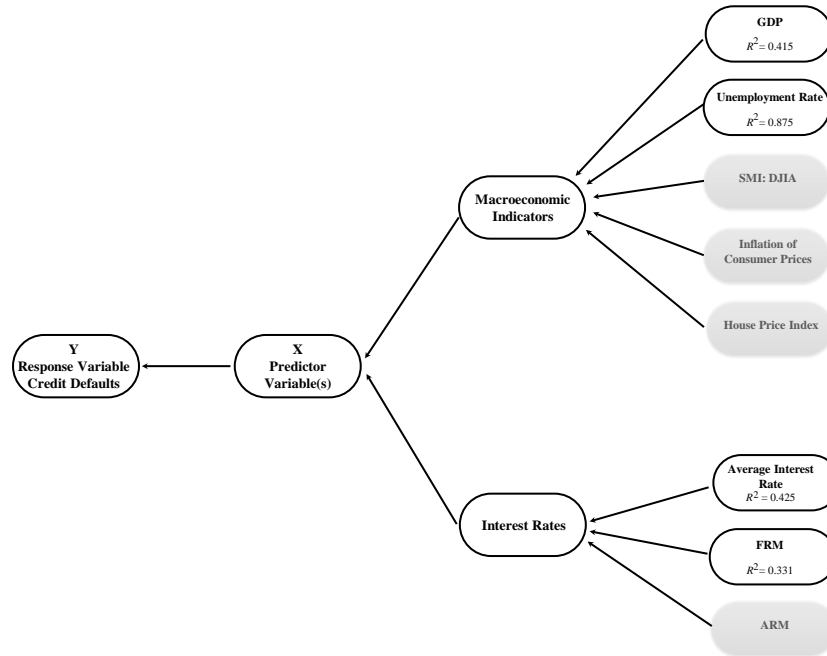 GDP
R² = 0.415
Unemployment Rate
R² = 0.875
SMI: DJIA
Macroeconomic
Indicators
Inflation of
Consumer Prices
House Price Index
Y
Response Variable
Credit Defaults
X
Predictor
Variable(s)
Average Interest
Rate
R² = 0.425
Interest Rates
FRM
R² = 0.331
ARM